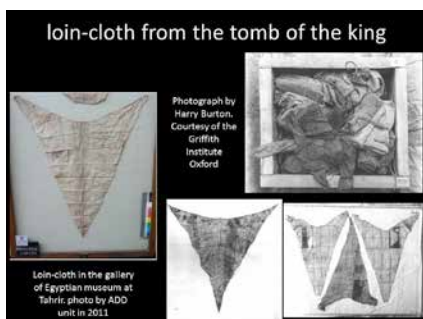 loin-cloth from the tomb of the king
Photograph by
Harry Burton.
Courtesy of the
Griffith
Institute
Oxford
Loin-cloth in the gallery
of Egyptian museum at
Tahrir. photo by ADD
unit in 2011